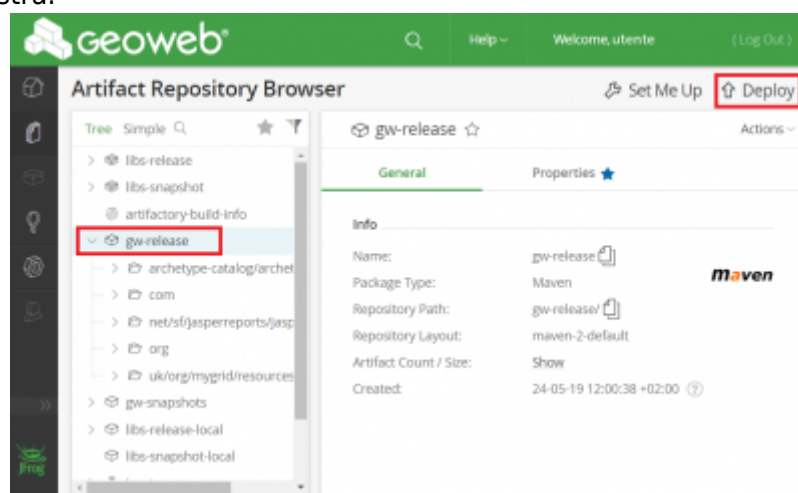 geoweb®
Help
Welcome, utente
(Log Out)
Artifact Repository Browser
Set Me Up
Deploy
Tree Simple
libs-release
libs-snapshot
artifactory-build-info
gw-release
archetype-catalog/archet
com
net/sf/jasperreports/jasp
org
uk/org/mygrid/resources
gw-snapshots
libs-release-local
libs-snapshot-local
JFrog
gw-release
Actions
General
Properties
Info
Name: gw-release
Package Type: Maven
Maven
Repository Path: gw-release/
Repository Layout: maven-2-default
Artifact Count / Size: Show
Created: 24-05-19 12:00:38 +02:00